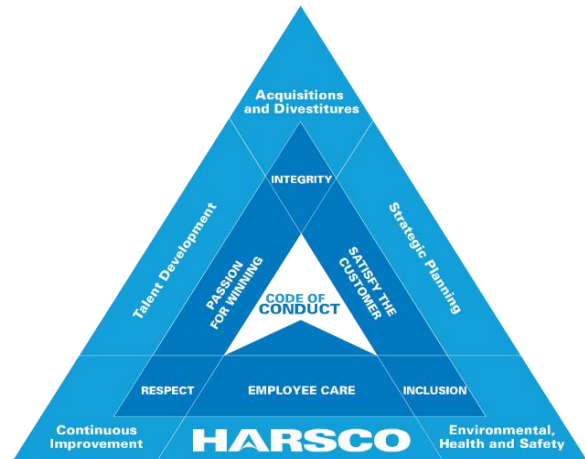 Acquisitions
and Divestitures
INTEGRITY
Talent Development
PASSION
FOR WINNING
SATISFY THE
CUSTOMER
Strategic Planning
CODE OF
CONDUCT
RESPECT
EMPLOYEE CARE
INCLUSION
Continuous
Improvement
HARSCO
Environmental,
Health and Safety